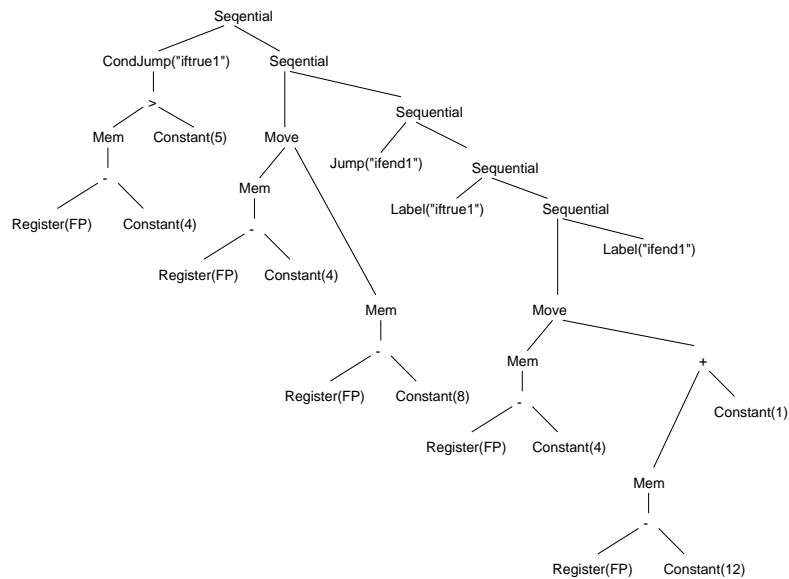 Seqential
CondJump("iftrue1") Seqential
> Sequential
Mem Constant(5) Move
Jump("ifend1") Sequential
- Mem
Label("iftrue1") Sequential
Register(FP) Constant(4) -
Label("ifend1")
Register(FP) Constant(4)
Mem Move
- Mem +
Register(FP) Constant(8) -
Constant(1)
Register(FP) Constant(4)
Mem
-
Register(FP) Constant(12)